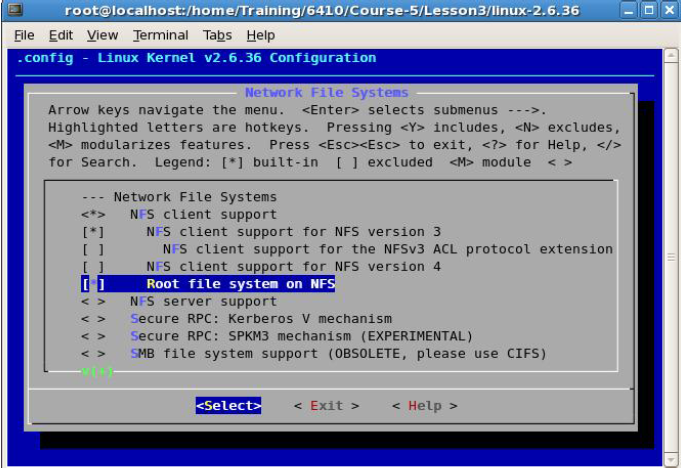 root@localhost:/home/Training/6410/Course-5/Lesson3/linux-2.6.36
File Edit View Terminal Tabs Help
.config - Linux Kernel v2.6.36 Configuration
Network File Systems
Arrow keys navigate the menu. <Enter> selects submenus --->.
Highlighted letters are hotkeys. Pressing <Y> includes, <N> excludes,
<M> modularizes features. Press <Esc><Esc> to exit, <?> for Help, </>
for Search. Legend: [*] built-in [ ] excluded <M> module < >
--- Network File Systems
<*> NFS client support
[*] NFS client support for NFS version 3
[ ] NFS client support for the NFSv3 ACL protocol extension
[ ] NFS client support for NFS version 4
[*] Root file system on NFS
< > NFS server support
< > Secure RPC: Kerberos V mechanism
< > Secure RPC: SPKM3 mechanism (EXPERIMENTAL)
< > SMB file system support (OBSOLETE, please use CIFS)
v(+)
<Select> < Exit > < Help >